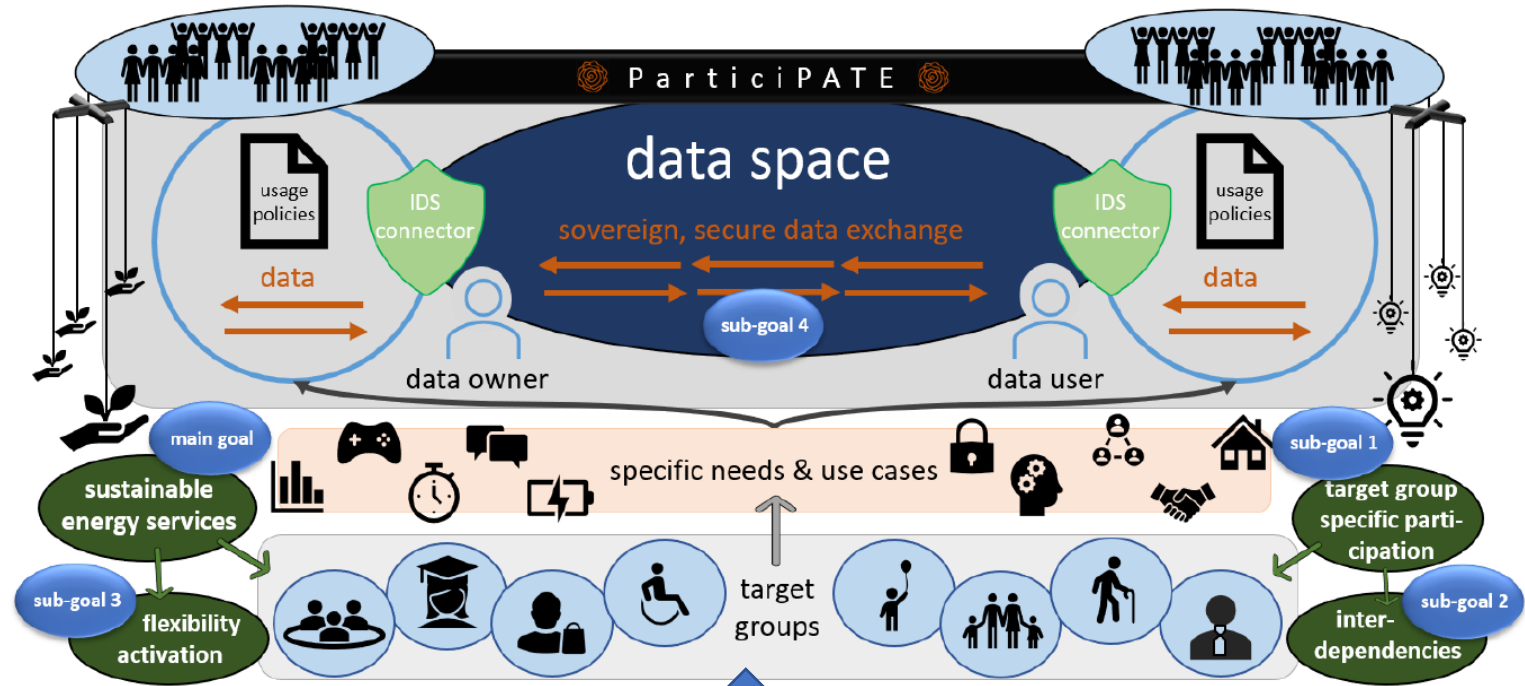 ParticiPATE
data space
usage
policies
IDS
connector
IDS
connector
usage
policies
sovereign, secure data exchange
data
data
sub-goal 4
data owner
data user
main goal
sub-goal 1
specific needs & use cases
sustainable
energy services
target group
specific parti-
cipation
sub-goal 3
flexibility
activation
target
groups
sub-goal 2
inter-
dependencies